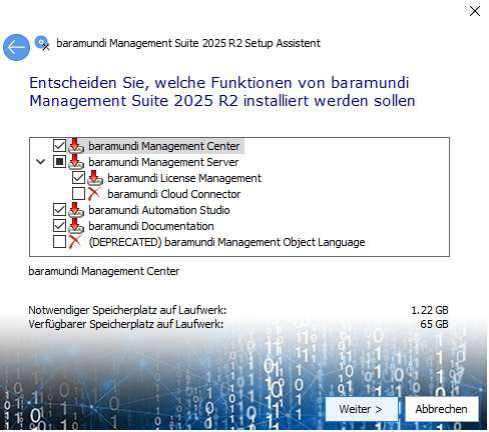 baramundi Management Suite 2025 R2 Setup Assistent
Entscheiden Sie, welche Funktionen von baramundi
Management Suite 2025 R2 installiert werden sollen
baramundi Management Center
baramundi Management Server
baramundi License Management
baramundi Cloud Connector
baramundi Automation Studio
baramundi Documentation
(DEPRECATED) baramundi Management Object Language
baramundi Management Center
Notwendiger Speicherplatz auf Laufwerk: 1.22 GB
Verfügbarer Speicherplatz auf Laufwerk: 65 GB
Weiter > Abbrechen